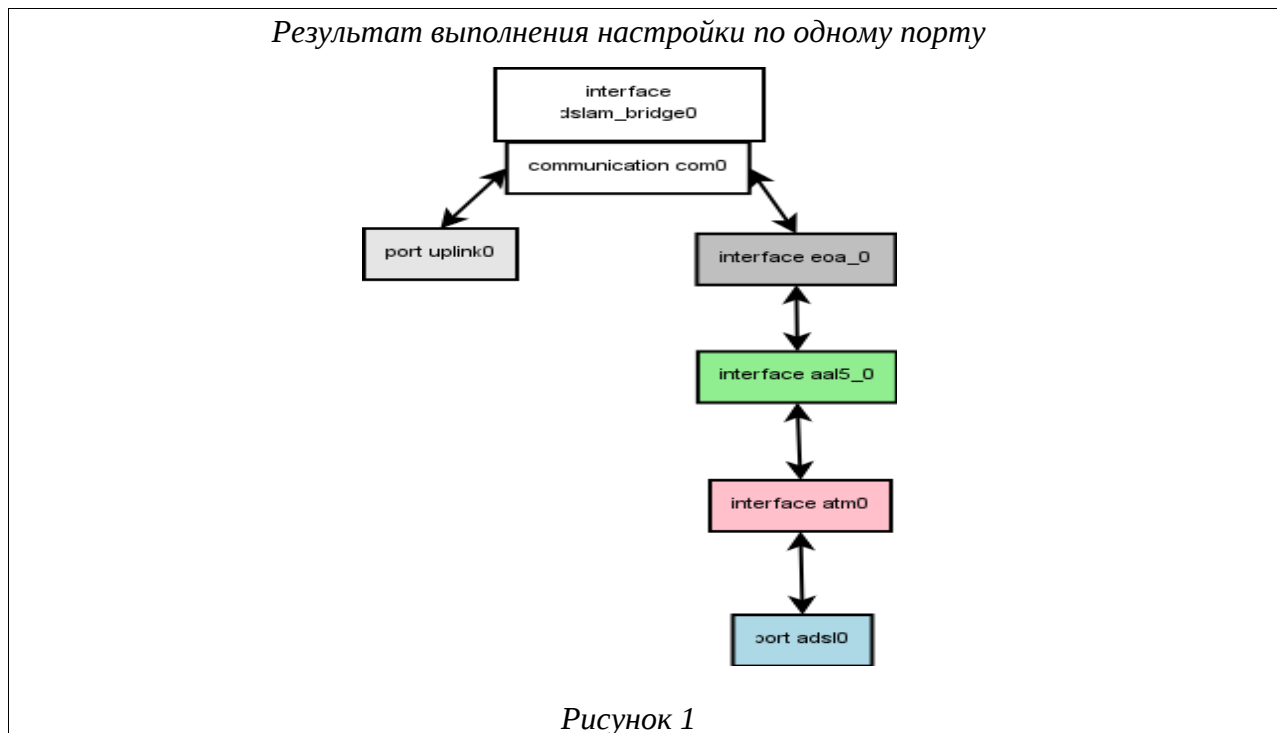 Результат выполнения настройки по одному порту
interface
dslam_bridge0
communication com0
port uplink0
interface eoa_0
interface aal5_0
interface atm0
port adsl0
Рисунок 1